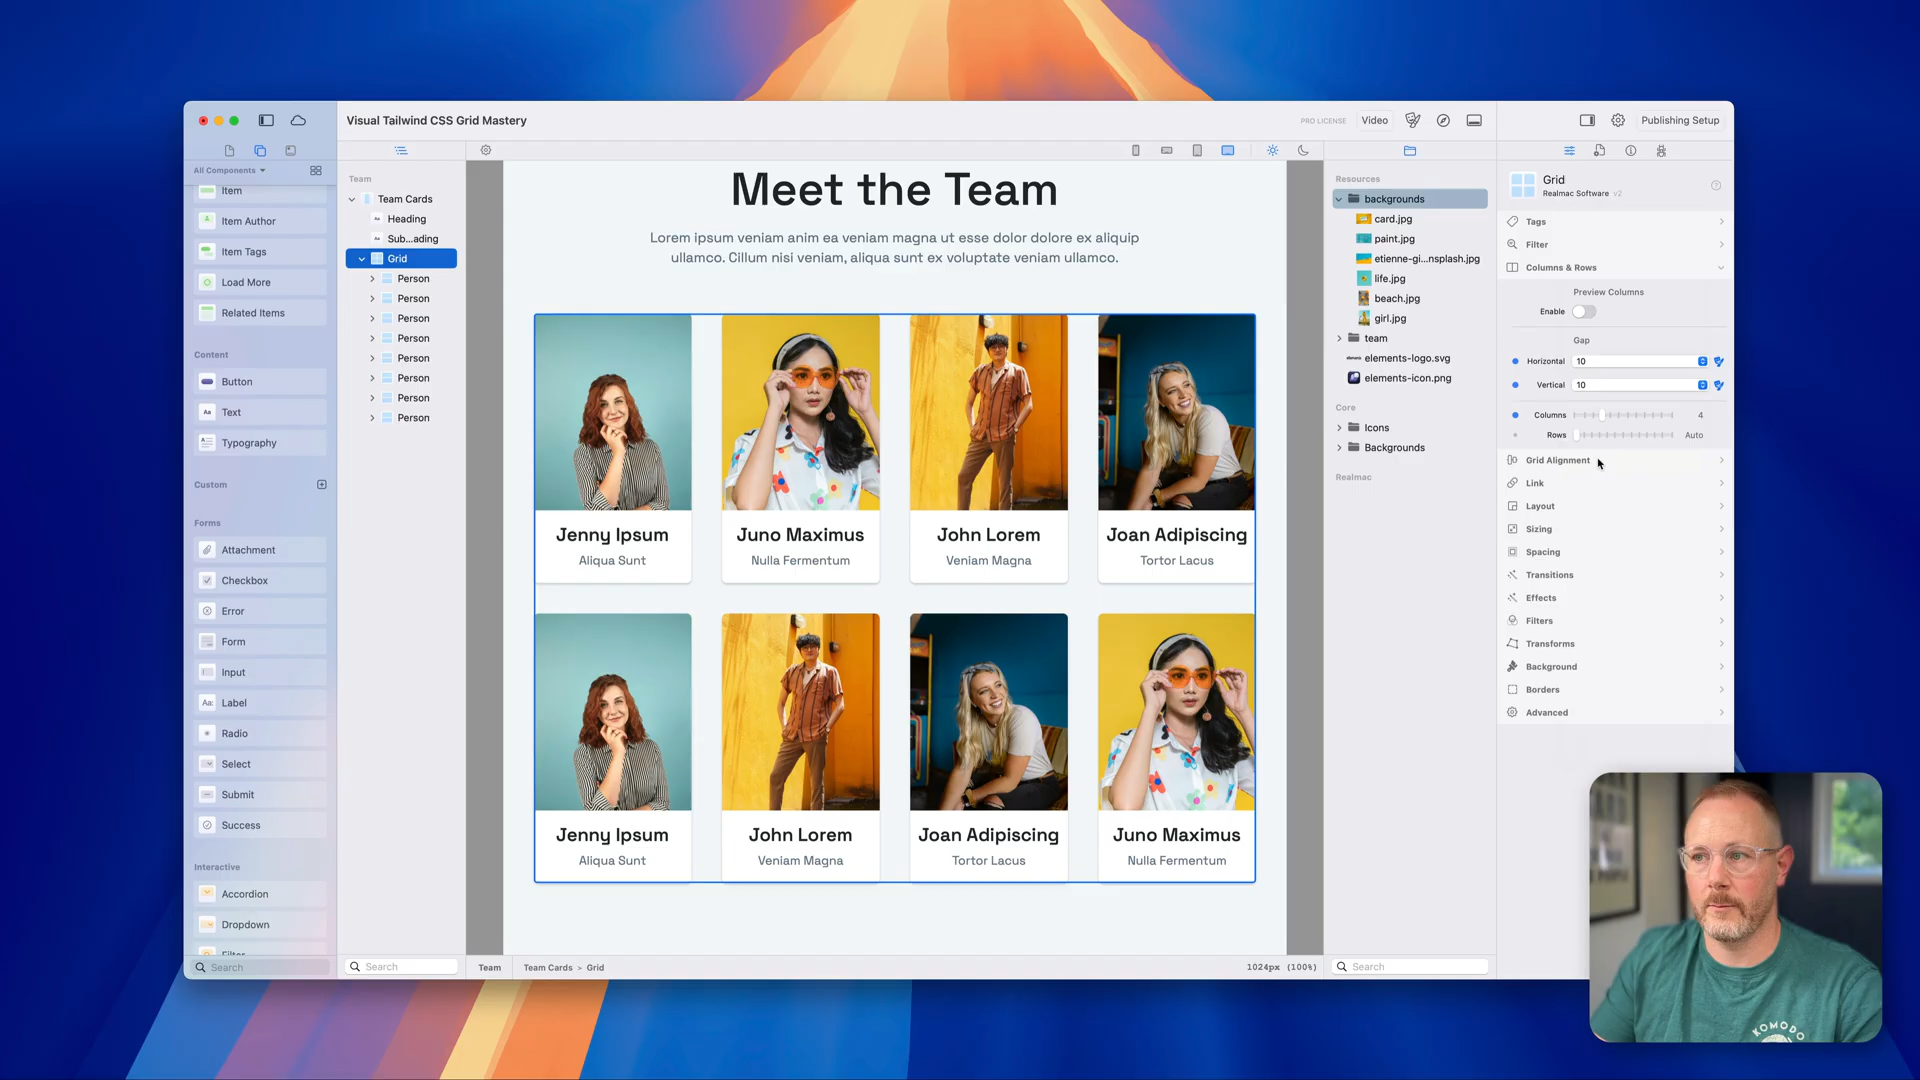 Visual Tailwind CSS Grid Mastery
PRO LICENSE
Video
Publishing Setup
All Components
Item
Item Author
Item Tags
Load More
Related Items
Content
Button
Text
Typography
Custom
Forms
Attachment
Checkbox
Error
Form
Input
Label
Radio
Select
Submit
Success
Interactive
Accordion
Dropdown
Filter
Search
Team
Team Cards
Heading
Sub...ading
Grid
Person
Person
Person
Person
Person
Person
Person
Person
Search
Meet the Team
Lorem ipsum veniam anim ea veniam magna ut esse dolor dolore ex aliquip
ullamco. Cillum nisi veniam, aliqua sunt ex voluptate veniam ullamco.
Jenny Ipsum
Aliqua Sunt
Juno Maximus
Nulla Fermentum
John Lorem
Veniam Magna
Joan Adipiscing
Tortor Lacus
Jenny Ipsum
Aliqua Sunt
John Lorem
Veniam Magna
Joan Adipiscing
Tortor Lacus
Juno Maximus
Nulla Fermentum
Team
Team Cards > Grid
1024px (100%)
Resources
backgrounds
card.jpg
paint.jpg
etienne-gi...nsplash.jpg
life.jpg
beach.jpg
girl.jpg
team
elements-logo.svg
elements-icon.png
Core
Icons
Backgrounds
Realmac
Search
Grid
Realmac Software v2
Tags
Filter
Columns & Rows
Preview Columns
Enable
Gap
Horizontal 10
Vertical 10
Columns 4
Rows Auto
Grid Alignment
Link
Layout
Sizing
Spacing
Transitions
Effects
Filters
Transforms
Background
Borders
Advanced
KOMODO